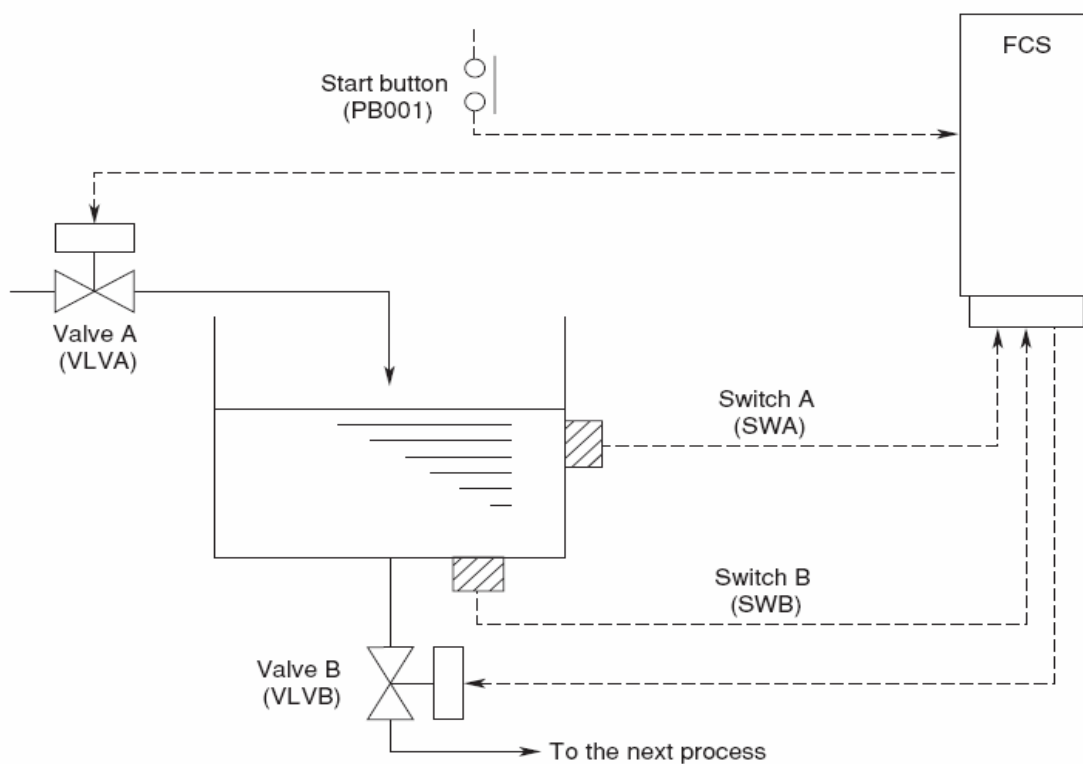 FCS
Start button
(PB001)
Valve A
(VLVA)
Switch A
(SWA)
Switch B
(SWB)
Valve B
(VLVB)
To the next process